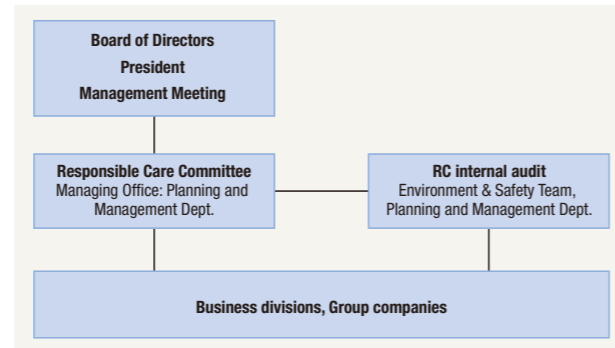 Board of Directors
President
Management Meeting
Responsible Care Committee
Managing Office: Planning and
Management Dept.
RC internal audit
Environment & Safety Team,
Planning and Management Dept.
Business divisions, Group companies